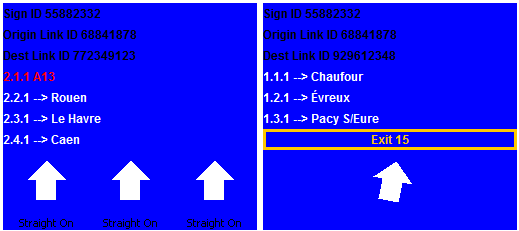 Sign ID 55882332
Origin Link ID 68841878
Dest Link ID 772349123
2.1.1 A13
2.2.1 --> Rouen
2.3.1 --> Le Havre
2.4.1 --> Caen
Straight On Straight On Straight On
Sign ID 55882332
Origin Link ID 68841878
Dest Link ID 929612348
1.1.1 --> Chaufour
1.2.1 --> Évreux
1.3.1 --> Pacy S/Eure
Exit 15